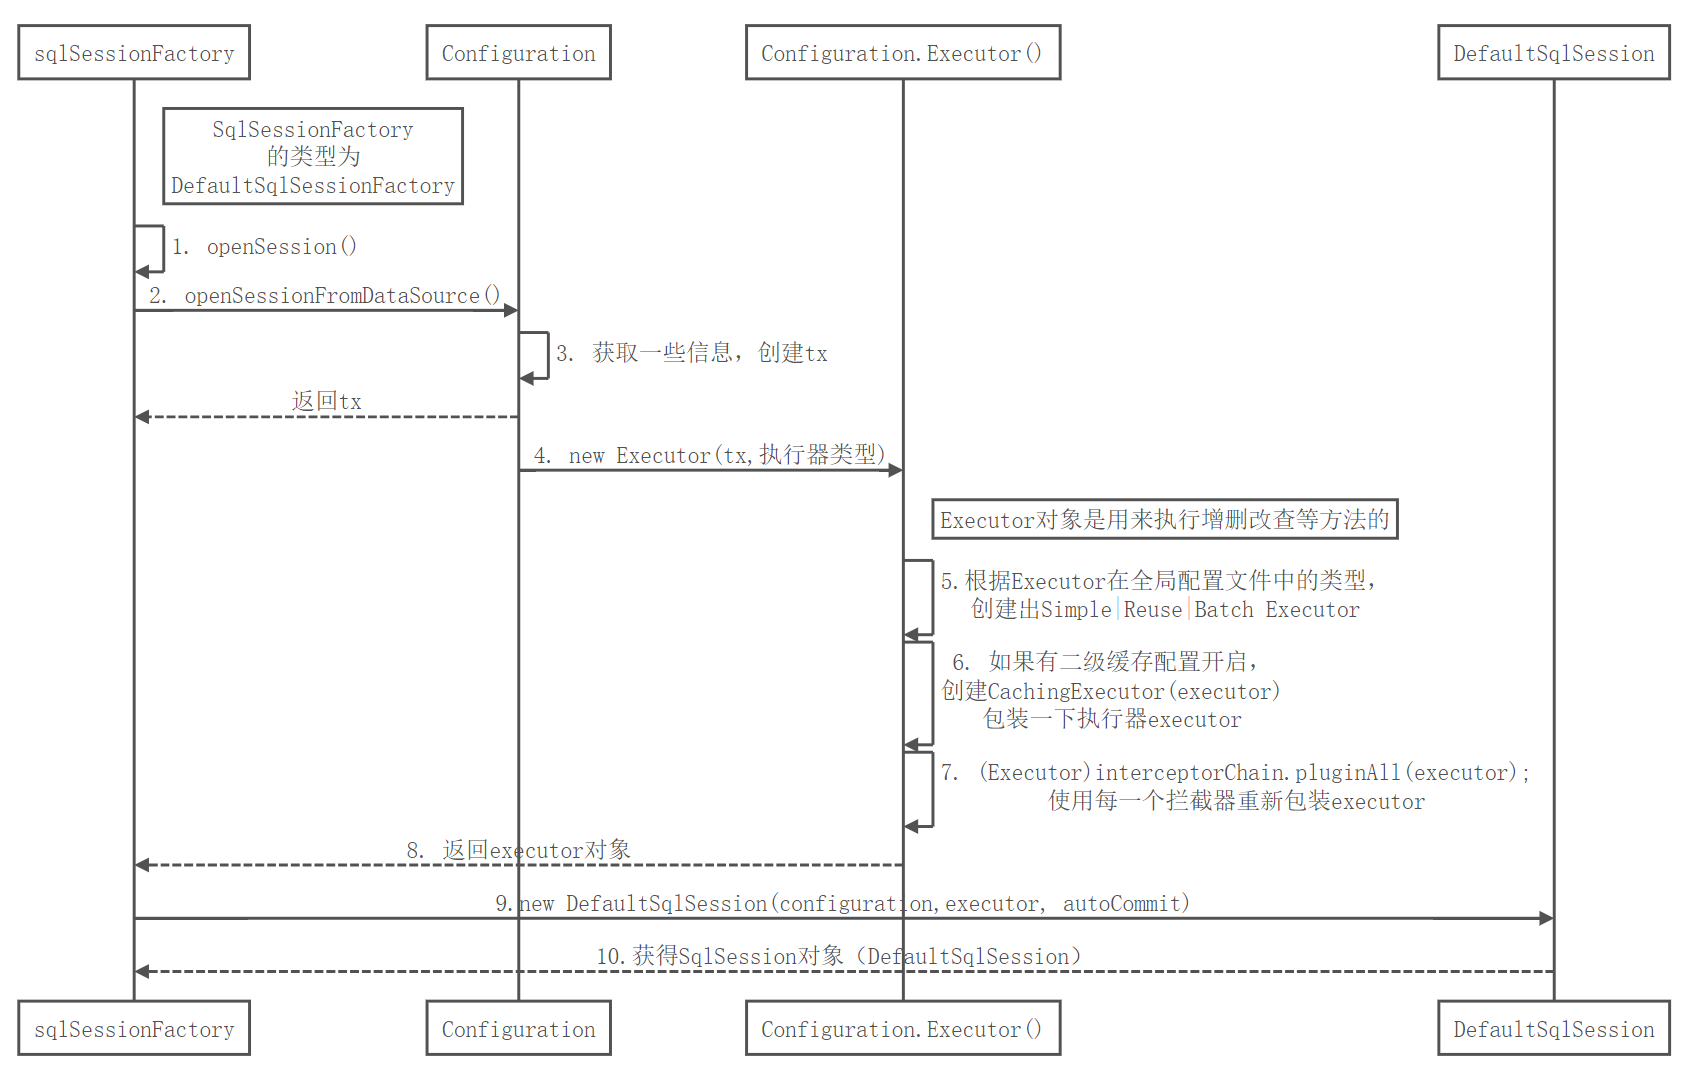 sqlSessionFactory
Configuration
Configuration.Executor()
DefaultSqlSession
SqlSessionFactory
的类型为
DefaultSqlSessionFactory
1. openSession()
2. openSessionFromDataSource()
3. 获取一些信息，创建tx
返回tx
4. new Executor(tx,执行器类型)
Executor对象是用来执行增删改查等方法的
5.根据Executor在全局配置文件中的类型，
创建出Simple|Reuse|Batch Executor
6. 如果有二级缓存配置开启，
创建CachingExecutor(executor)
包装一下执行器executor
7. (Executor)interceptorChain.pluginAll(executor);
使用每一个拦截器重新包装executor
8. 返回executor对象
9.new DefaultSqlSession(configuration,executor, autoCommit)
10.获得SqlSession对象（DefaultSqlSession）
sqlSessionFactory
Configuration
Configuration.Executor()
DefaultSqlSession